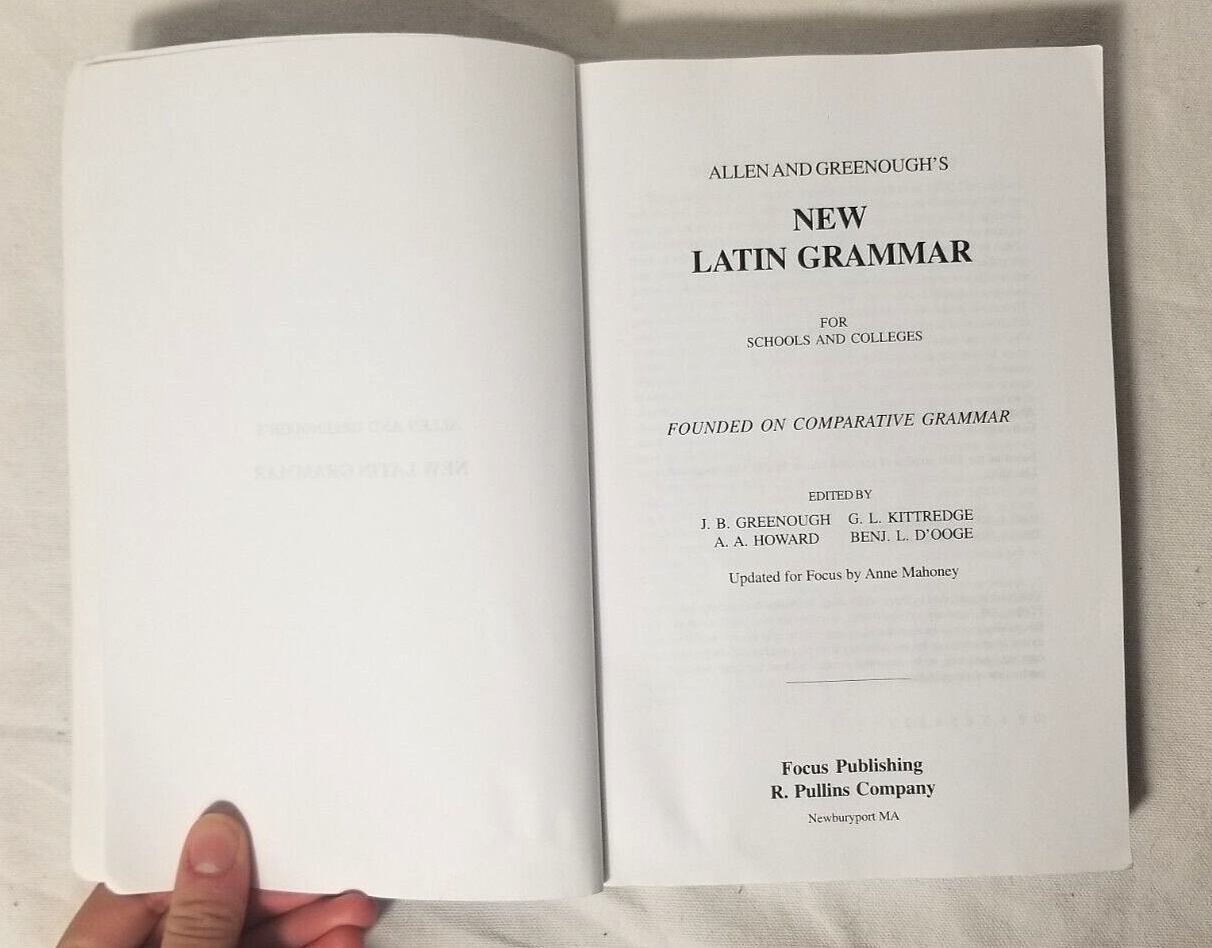 ALLEN AND GREENOUGH'S
NEW
LATIN GRAMMAR
FOR
SCHOOLS AND COLLEGES
FOUNDED ON COMPARATIVE GRAMMAR
EDITED BY
J. B. GREENOUGH G. L. KITTREDGE
A. A. HOWARD BENJ. L. D'OOGE
Updated for Focus by Anne Mahoney
Focus Publishing
R. Pullins Company
Newburyport MA